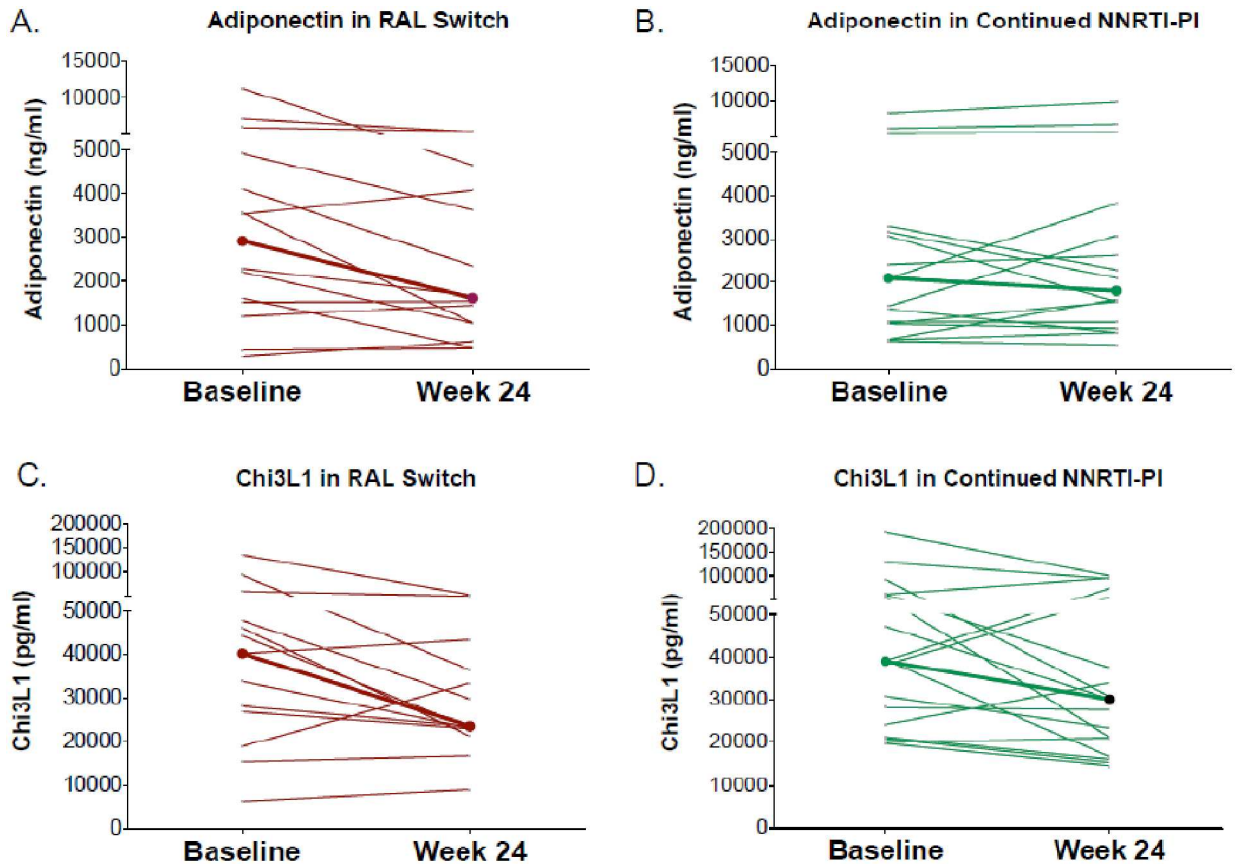 A.
Adiponectin in RAL Switch
Adiponectin (ng/ml)
15000
10000
5000
4000
3000
2000
1000
0
Baseline
Week 24
B.
Adiponectin in Continued NNRTI-PI
Adiponectin (ng/ml)
15000
10000
5000
4000
3000
2000
1000
0
Baseline
Week 24
C.
Chi3L1 in RAL Switch
Chi3L1 (pg/ml)
200000
150000
100000
50000
40000
30000
20000
10000
0
Baseline
Week 24
D.
Chi3L1 in Continued NNRTI-PI
Chi3L1 (pg/ml)
200000
150000
100000
50000
40000
30000
20000
10000
0
Baseline
Week 24